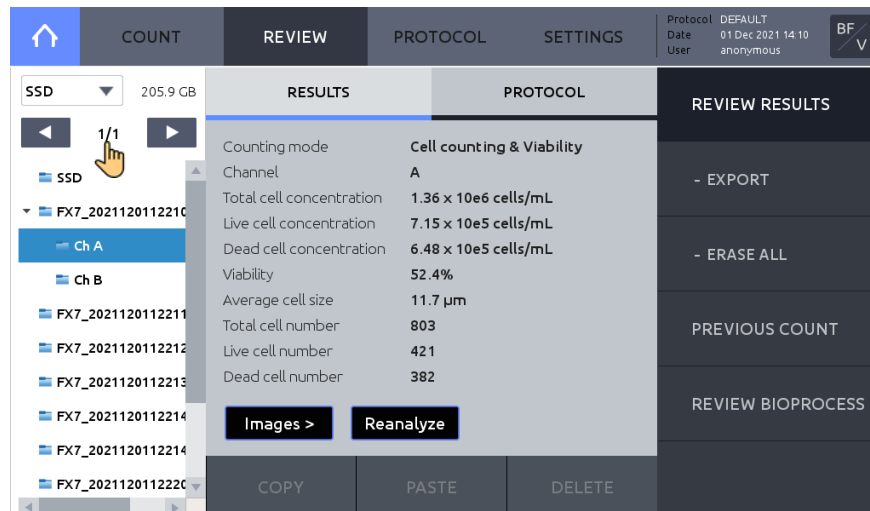 COUNT
REVIEW
PROTOCOL
SETTINGS
Protocol DEFAULT
Date 01 Dec 2021 14:10
User anonymous
BF/V
SSD 205.9 GB
1/1
SSD
FX7_2021120112210
Ch A
Ch B
FX7_2021120112211
FX7_2021120112212
FX7_2021120112213
FX7_2021120112214
FX7_2021120112214
FX7_2021120112220
RESULTS
PROTOCOL
Counting mode Cell counting & Viability
Channel A
Total cell concentration 1.36 x 10e6 cells/mL
Live cell concentration 7.15 x 10e5 cells/mL
Dead cell concentration 6.48 x 10e5 cells/mL
Viability 52.4%
Average cell size 11.7 µm
Total cell number 803
Live cell number 421
Dead cell number 382
Images >
Reanalyze
COPY
PASTE
DELETE
REVIEW RESULTS
- EXPORT
- ERASE ALL
PREVIOUS COUNT
REVIEW BIOPROCESS